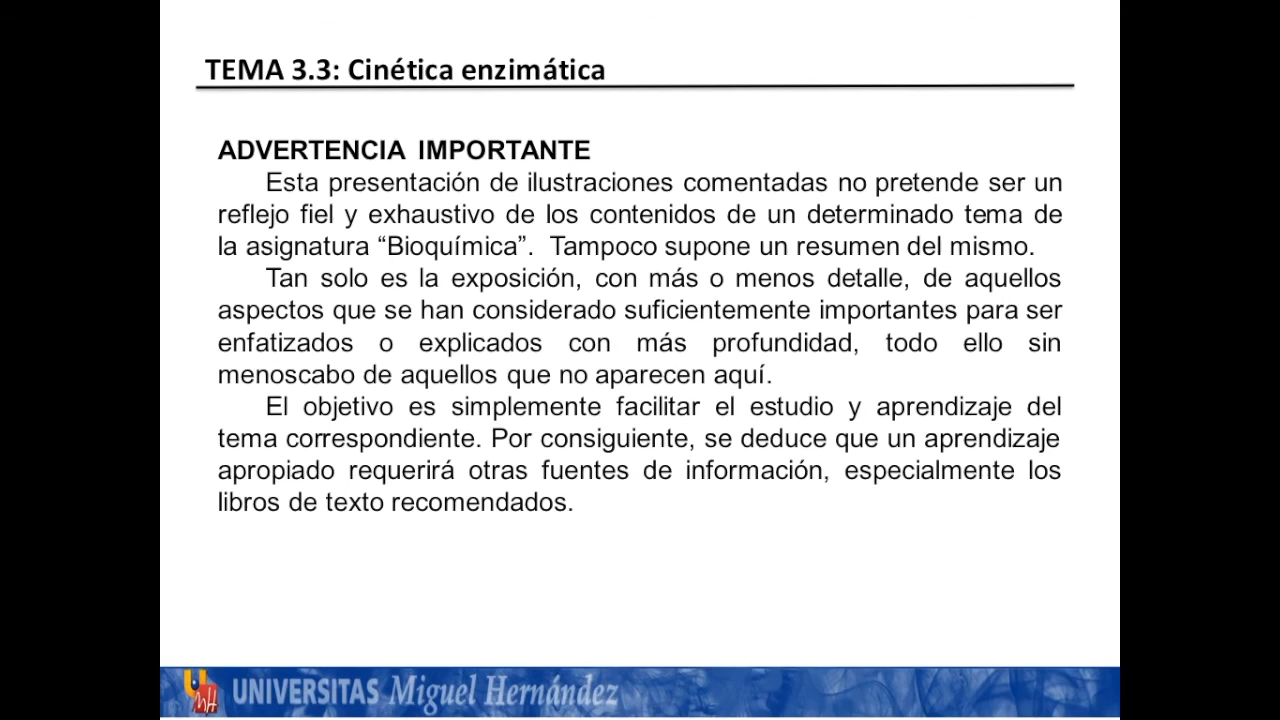 TEMA 3.3: Cinética enzimática
ADVERTENCIA IMPORTANTE
Esta presentación de ilustraciones comentadas no pretende ser un
reflejo fiel y exhaustivo de los contenidos de un determinado tema de
la asignatura “Bioquímica”. Tampoco supone un resumen del mismo.
Tan solo es la exposición, con más o menos detalle, de aquellos
aspectos que se han considerado suficientemente importantes para ser
enfatizados o explicados con más profundidad, todo ello sin
menoscabo de aquellos que no aparecen aquí.
El objetivo es simplemente facilitar el estudio y aprendizaje del
tema correspondiente. Por consiguiente, se deduce que un aprendizaje
apropiado requerirá otras fuentes de información, especialmente los
libros de texto recomendados.
UNIVERSITAS Miguel Hernández